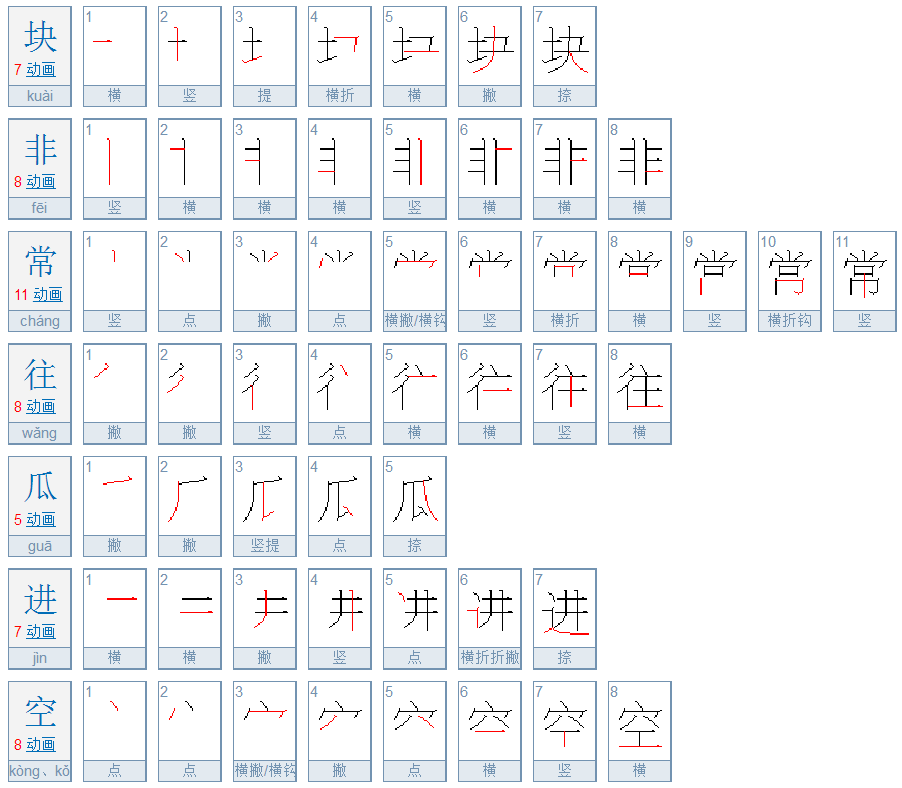 块 1 2 3 4 5 6 7
7 动画
kuài 横 竖 提 横折 横 撇 捺
非 1 2 3 4 5 6 7 8
8 动画
fēi 竖 横 横 横 竖 横 横 横
常 1 2 3 4 5 6 7 8 9 10 11
11 动画
cháng 竖 点 撇 点 横撇/横钩 竖 横折 横 竖 横折钩 竖
往 1 2 3 4 5 6 7 8
8 动画
wǎng 撇 撇 竖 点 横 横 竖 横
瓜 1 2 3 4 5
5 动画
guā 撇 撇 竖提 点 捺
进 1 2 3 4 5 6 7
7 动画
jìn 横 横 撇 竖 点 横折折撇 捺
空 1 2 3 4 5 6 7 8
8 动画
kòng、kǒ 点 点 横撇/横钩 撇 点 横 竖 横